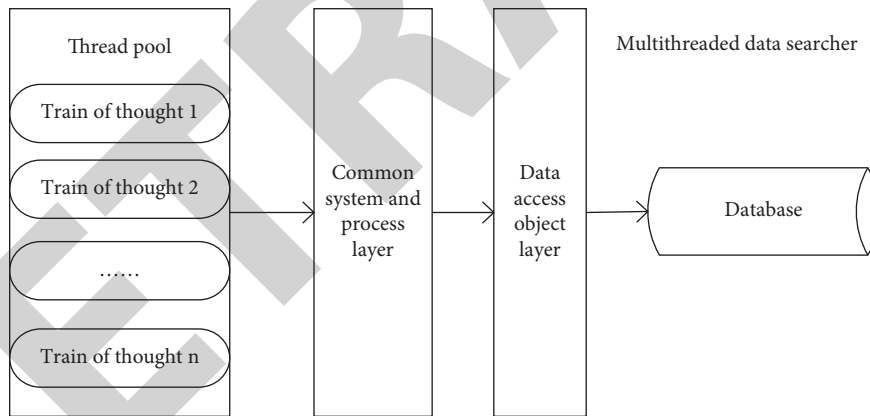 Thread pool
Train of thought 1
Train of thought 2
……
Train of thought n
Common
system and
process
layer
Data
access
object
layer
Multithreaded data searcher
Database
ETRA